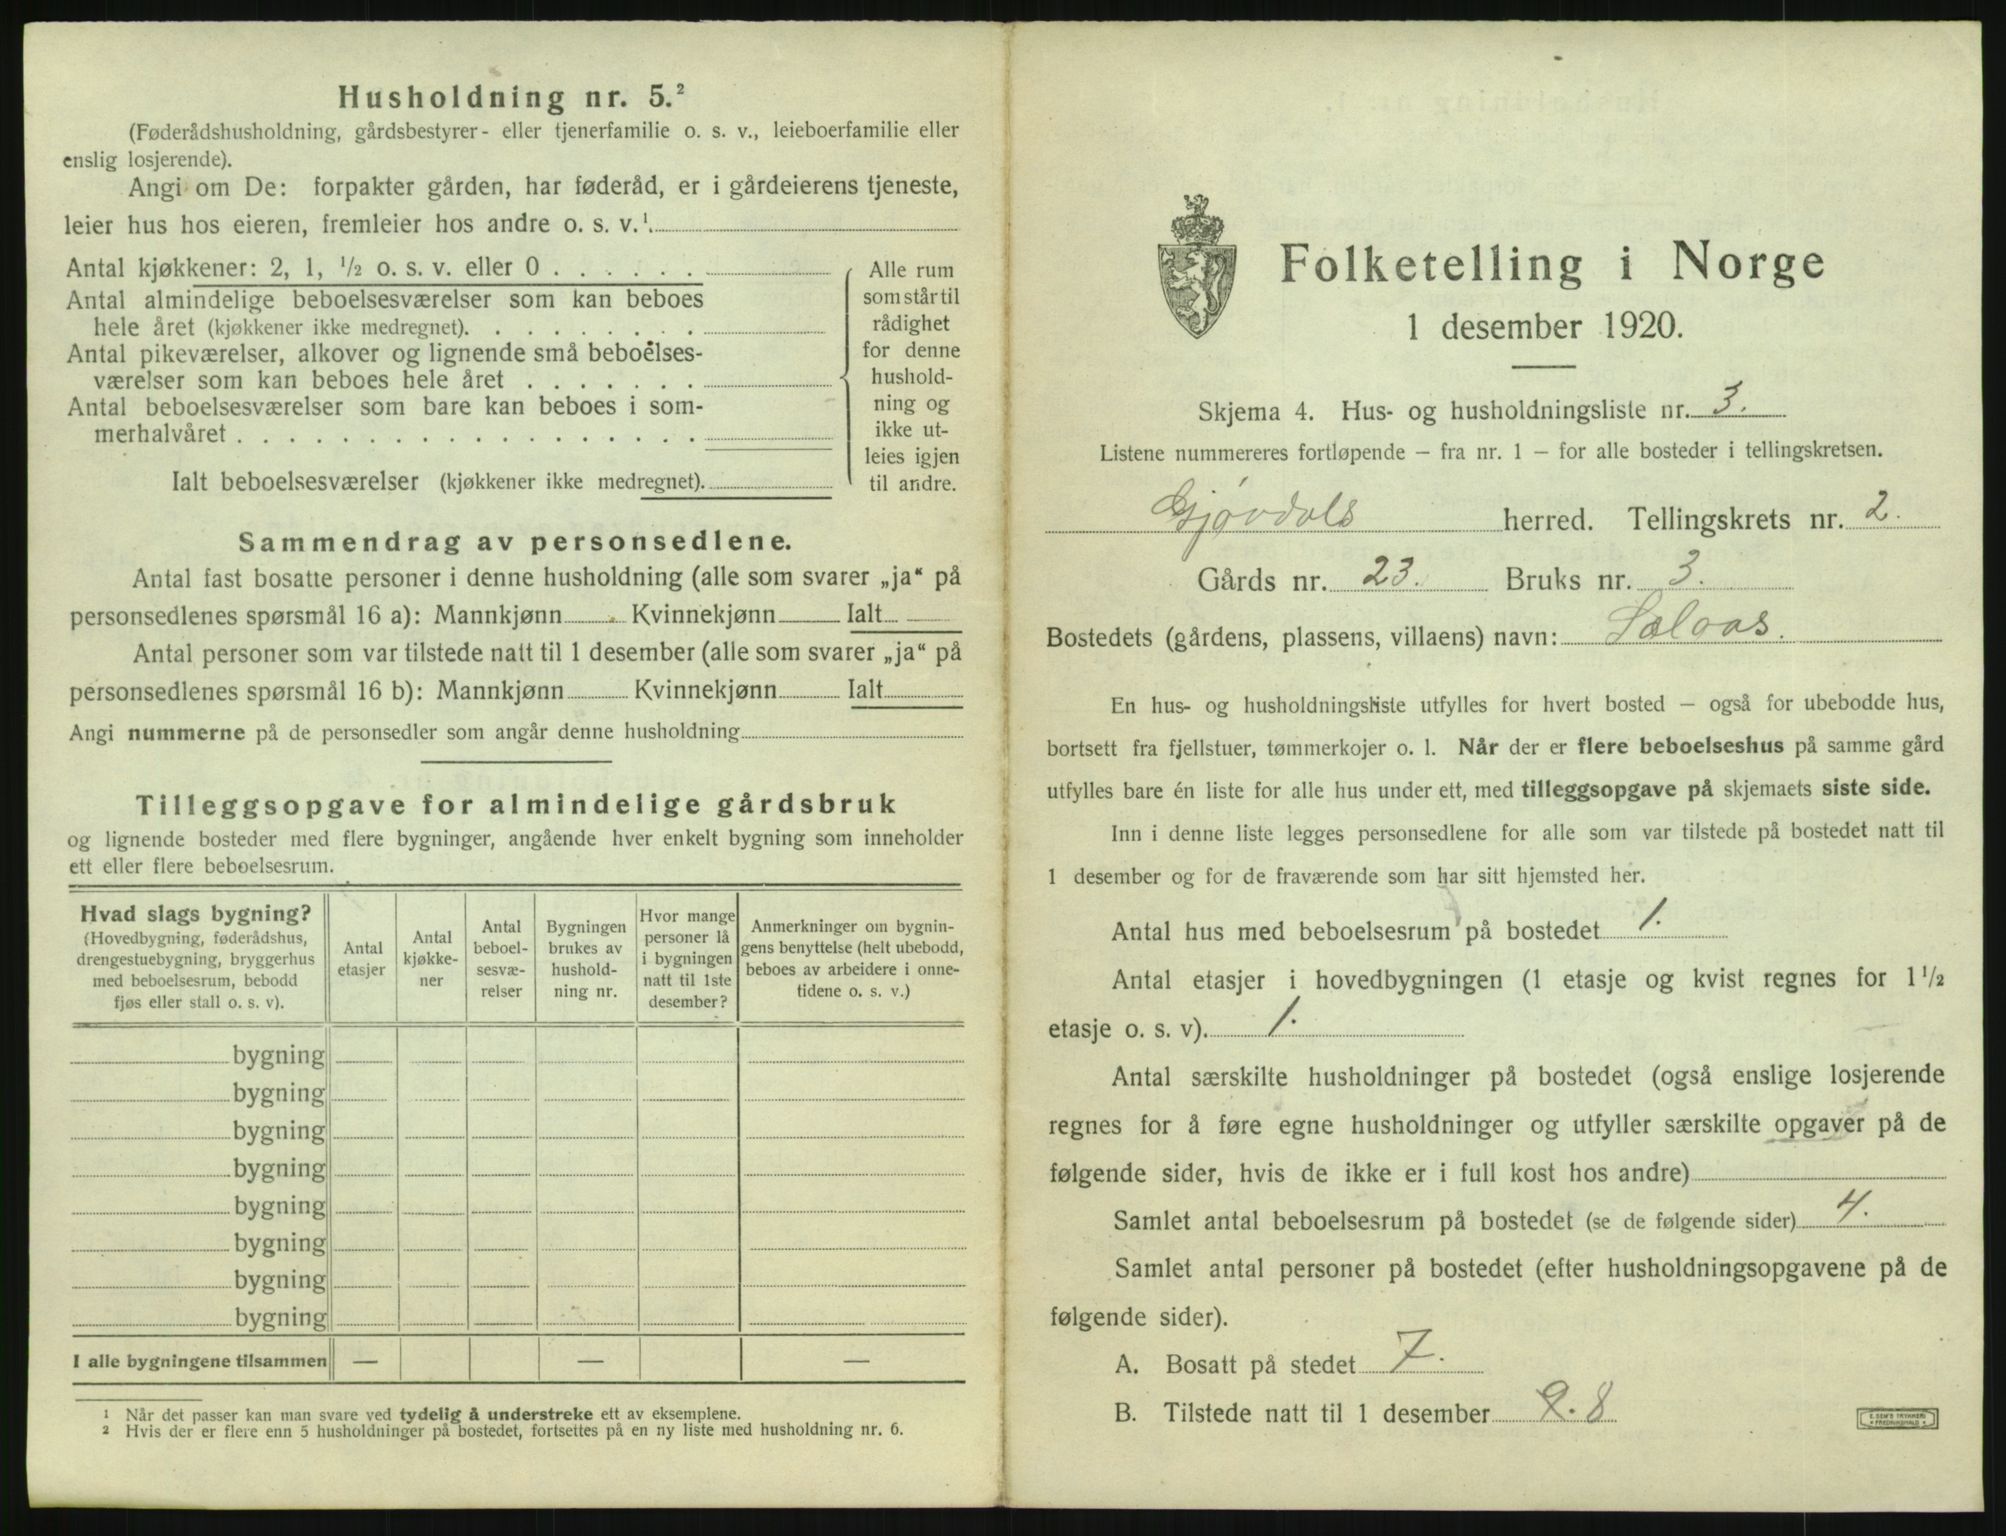 Husholdning nr. 5.²
(Føderådshusholdning, gårdsbestyrer- eller tjenerfamilie o. s. v., leieboerfamilie eller
enslig losjerende).
Angi om De: forpakter gården, har føderåd, er i gårdeierens tjeneste,
leier hus hos eieren, fremleier hos andre o. s. v.¹
Antal kjøkkener: 2, 1, ½ o. s. v. eller 0
Antal almindelige beboelsesværelser som kan beboes
hele året (kjøkkener ikke medregnet).
Antal pikeværelser, alkover og lignende små beboelses-
værelser som kan beboes hele året
Antal beboelsesværelser som bare kan beboes i som-
merhalvåret
Ialt beboelsesværelser (kjøkkener ikke medregnet).
Alle rum
som står til
rådighet
for denne
hushold-
ning og
ikke ut-
leies igjen
til andre.
Sammendrag av personsedlene.
Antal fast bosatte personer i denne husholdning (alle som svarer „ja“ på
personsedlenes spørsmål 16 a): Mannkjønn Kvinnekjønn Ialt
Antal personer som var tilstede natt til 1 desember (alle som svarer „ja“ på
personsedlenes spørsmål 16 b): Mannkjønn Kvinnekjønn Ialt
Angi nummerne på de personsedler som angår denne husholdning
Tilleggsopgave for almindelige gårdsbruk
og lignende bosteder med flere bygninger, angående hver enkelt bygning som inneholder
ett eller flere beboelsesrum.
Hvad slags bygning?
(Hovedbygning, føderådshus,
drengestuebygning, bryggerhus
med beboelsesrum, bebodd
fjøs eller stall o. s. v).
Antal
etasjer
Antal
kjøkke-
ner
Antal
beboel-
sesvæ-
relser
Bygningen
brukes av
hushold-
ning nr.
Hvor mange
personer lå
i bygningen
natt til 1ste
desember?
Anmerkninger om bygnin-
gens benyttelse (helt ubebodd,
beboes av arbeidere i onne-
tidene o. s. v.)
bygning
bygning
bygning
bygning
bygning
bygning
bygning
bygning
I alle bygningene tilsammen — — —
¹ Når det passer kan man svare ved tydelig å understreke ett av eksemplene.
² Hvis der er flere enn 5 husholdninger på bostedet, fortsettes på en ny liste med husholdning nr. 6.
Folketelling i Norge
1 desember 1920.
Skjema 4. Hus- og husholdningsliste nr. 3.
Listene nummereres fortløpende – fra nr. 1 – for alle bosteder i tellingskretsen.
Gjøvdals herred. Tellingskrets nr. 2.
Gårds nr. 23. Bruks nr. 3.
Bostedets (gårdens, plassens, villaens) navn: Sælaas.
En hus- og husholdningsliste utfylles for hvert bosted – også for ubebodde hus,
bortsett fra fjellstuer, tømmerkojer o. l. Når der er flere beboelseshus på samme gård
utfylles bare én liste for alle hus under ett, med tilleggsopgave på skjemaets siste side.
Inn i denne liste legges personsedlene for alle som var tilstede på bostedet natt til
1 desember og for de fraværende som har sitt hjemsted her.
Antal hus med beboelsesrum på bostedet 1.
Antal etasjer i hovedbygningen (1 etasje og kvist regnes for 1½
etasje o. s. v). 1.
Antal særskilte husholdninger på bostedet (også enslige losjerende
regnes for å føre egne husholdninger og utfyller særskilte opgaver på de
følgende sider, hvis de ikke er i full kost hos andre)
Samlet antal beboelsesrum på bostedet (se de følgende sider) 4.
Samlet antal personer på bostedet (efter husholdningsopgavene på de
følgende sider).
A. Bosatt på stedet 7.
B. Tilstede natt til 1 desember 9. 8